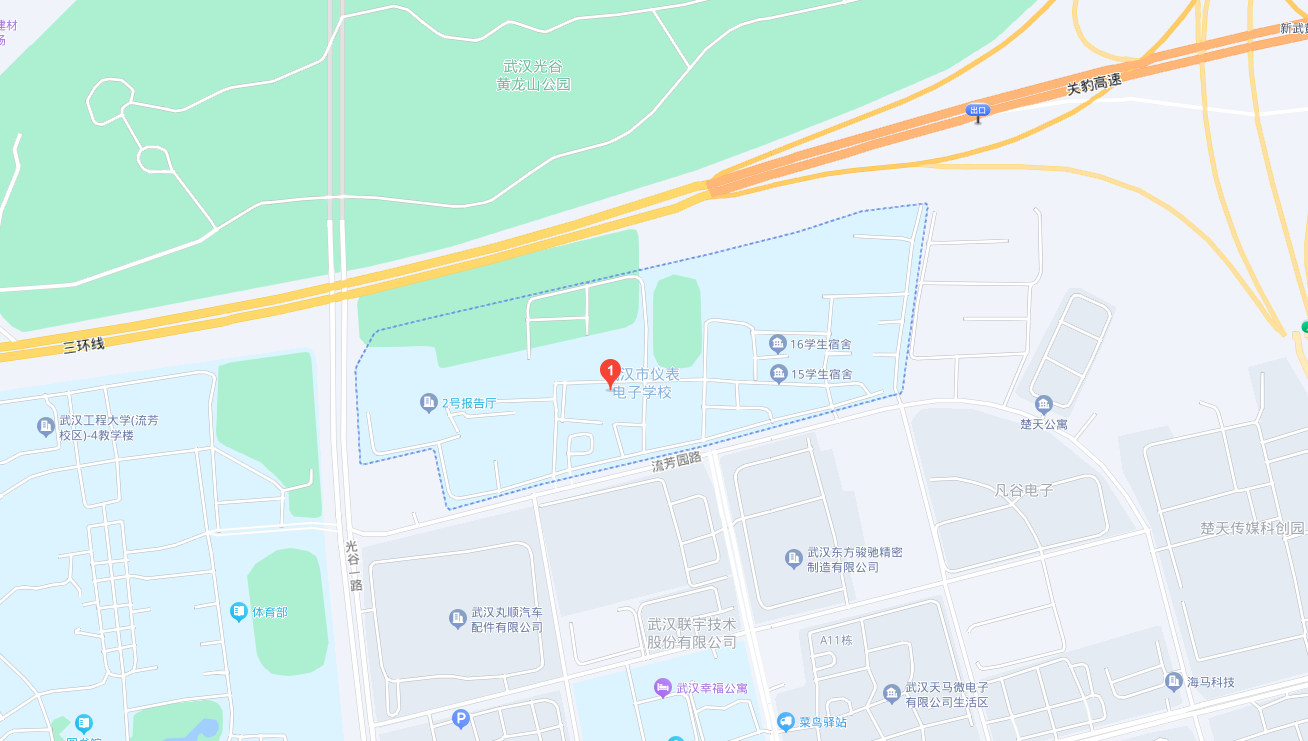 建材
新武
武汉光谷
黄龙山公园
关豹高速
出口
三环线
16学生宿舍
1
汉市仪表
电子学校
15学生宿舍
2号报告厅
武汉工程大学(流芳
校区)-4教学楼
楚天公寓
流芳园路
凡谷电子
楚天传媒科创园
光谷一路
武汉东方骏驰精密
制造有限公司
体育部
武汉丸顺汽车
配件有限公司
武汉联宇技术
股份有限公司
A11栋
武汉幸福公寓
武汉天马微电子
有限公司生活区
海马科技
P
菜鸟驿站